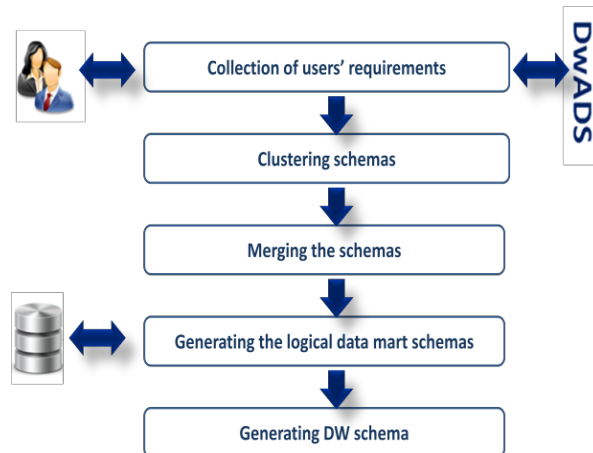 Collection of users' requirements
DwADS
Clustering schemas
Merging the schemas
Generating the logical data mart schemas
Generating DW schema